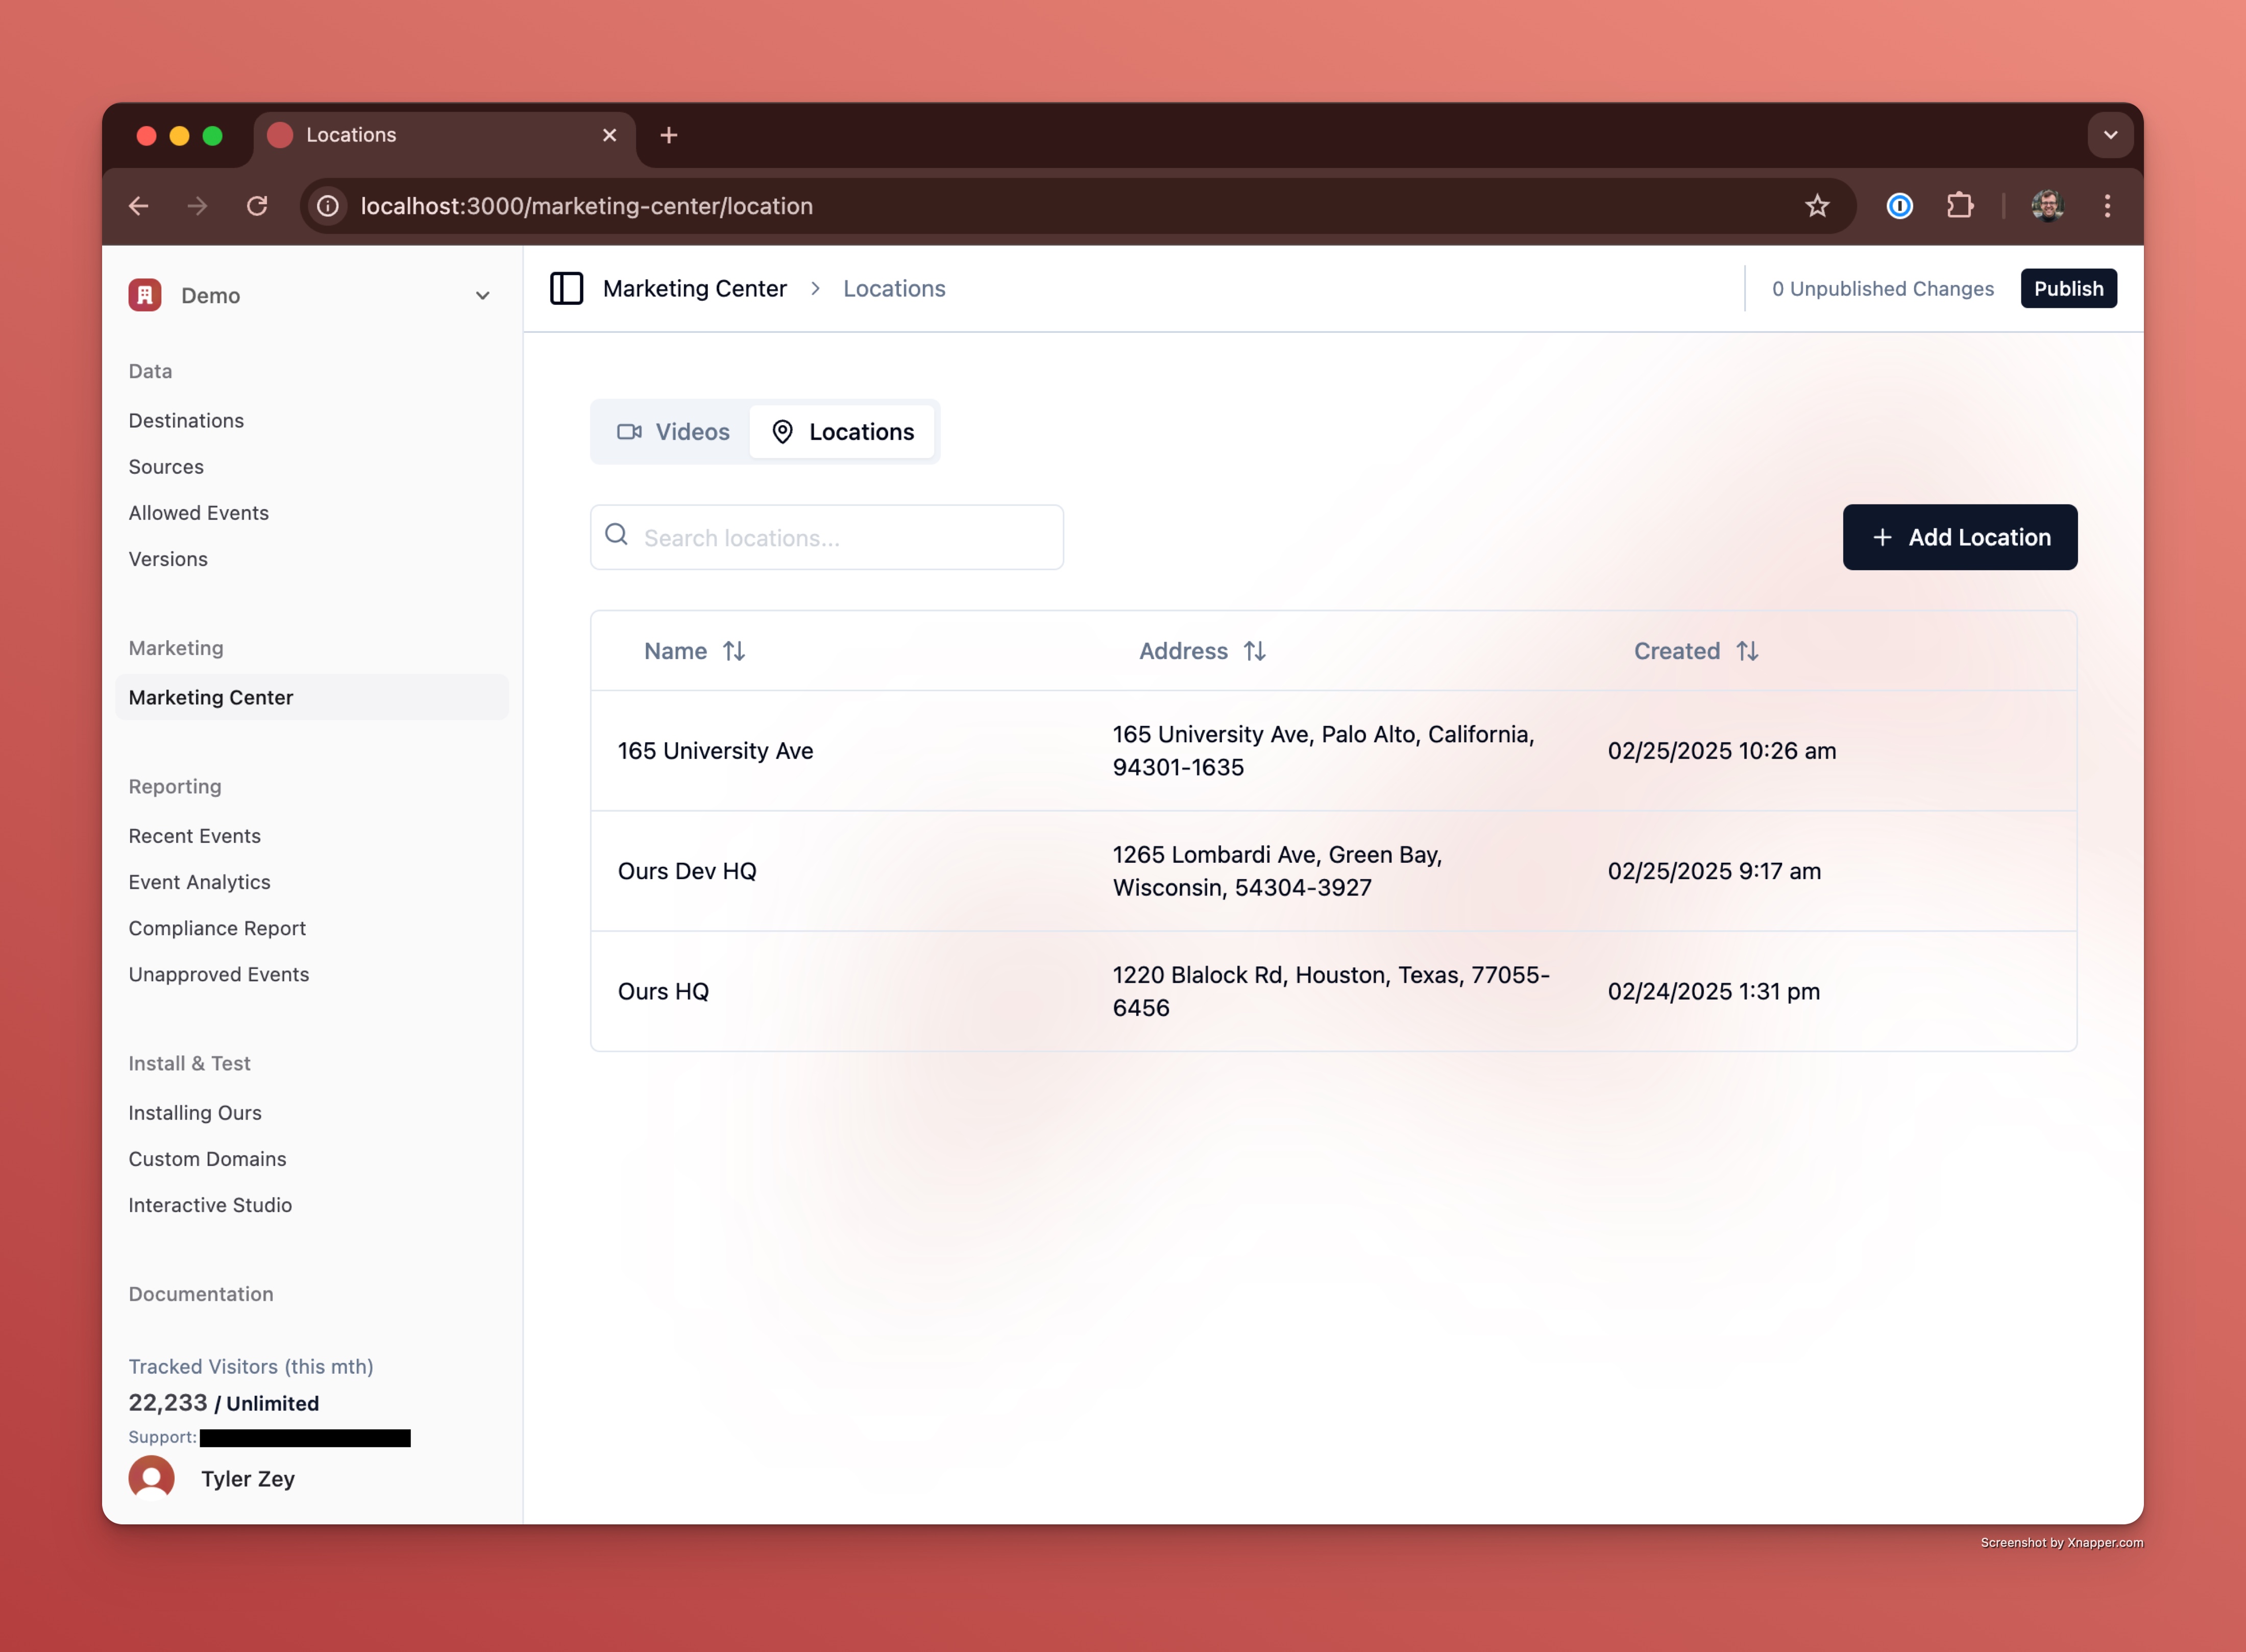 Locations
localhost:3000/marketing-center/location
Demo
Data
Destinations
Sources
Allowed Events
Versions
Marketing
Marketing Center
Reporting
Recent Events
Event Analytics
Compliance Report
Unapproved Events
Install & Test
Installing Ours
Custom Domains
Interactive Studio
Documentation
Tracked Visitors (this mth)
22,233 / Unlimited
Support:
Tyler Zey
Marketing Center > Locations
0 Unpublished Changes
Publish
Videos
Locations
Search locations...
+ Add Location
Name Address Created
165 University Ave
165 University Ave, Palo Alto, California,
94301-1635
02/25/2025 10:26 am
Ours Dev HQ
1265 Lombardi Ave, Green Bay,
Wisconsin, 54304-3927
02/25/2025 9:17 am
Ours HQ
1220 Blalock Rd, Houston, Texas, 77055-
6456
02/24/2025 1:31 pm
Screenshot by Xnapper.com